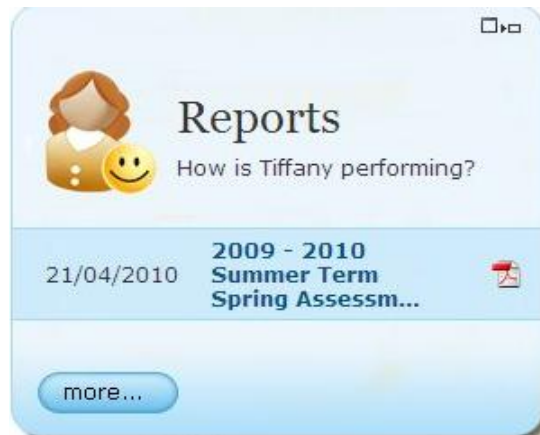 Reports
How is Tiffany performing?
21/04/2010
2009 - 2010
Summer Term
Spring Assessm...
more...